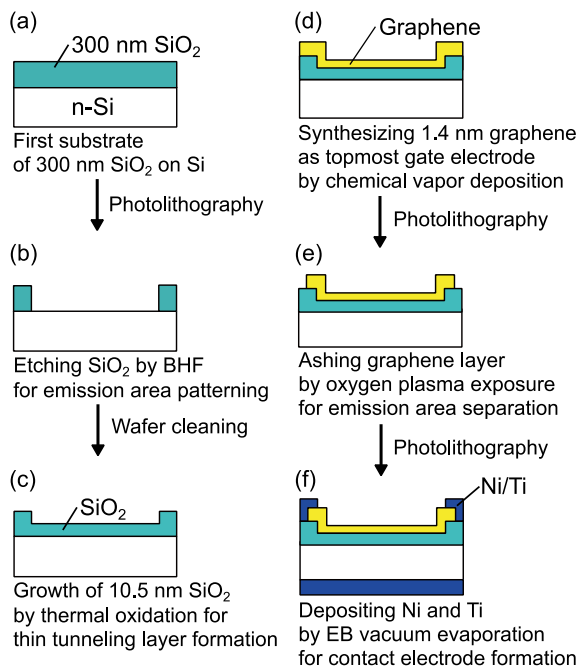 (a)
300 nm SiO₂
n-Si
First substrate
of 300 nm SiO₂ on Si
Photolithography
(b)
Etching SiO₂ by BHF
for emission area patterning
Wafer cleaning
(c)
SiO₂
Growth of 10.5 nm SiO₂
by thermal oxidation for
thin tunneling layer formation
(d)
Graphene
Synthesizing 1.4 nm graphene
as topmost gate electrode
by chemical vapor deposition
Photolithography
(e)
Ashing graphene layer
by oxygen plasma exposure
for emission area separation
Photolithography
(f)
Ni/Ti
Depositing Ni and Ti
by EB vacuum evaporation
for contact electrode formation